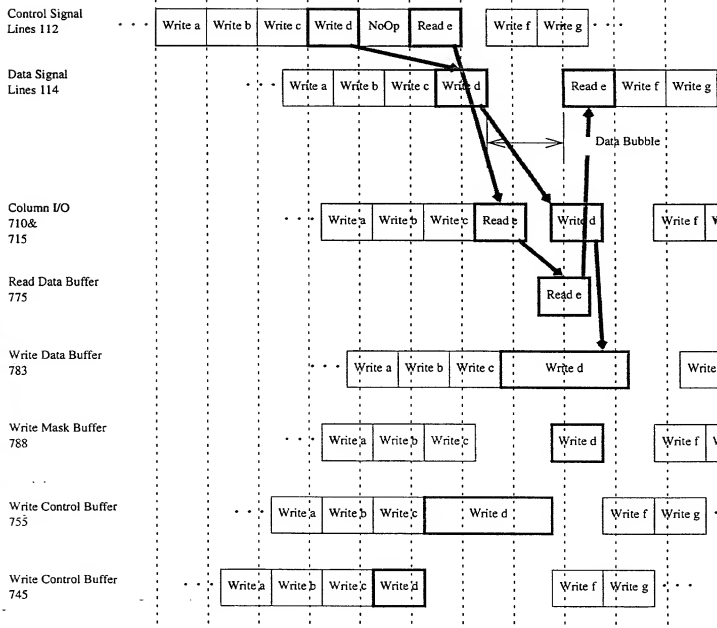 Control Signal
Lines 112
· · · Write a Write b Write c Write d NoOp Read e Write f Write g · · ·
Data Signal
Lines 114
· · · Write a Write b Write c Write d Read e Write f Write g
Data Bubble
Column I/O
710&
715
· · · Write a Write b Write c Read e Write d Write f
Read Data Buffer
775
Read e
Write Data Buffer
783
· · · Write a Write b Write c Write d Write
Write Mask Buffer
788
· · · Write a Write b Write c Write d Write f
Write Control Buffer
755
· · · Write a Write b Write c Write d Write f Write g
Write Control Buffer
745
· · · Write a Write b Write c Write d Write f Write g · · ·